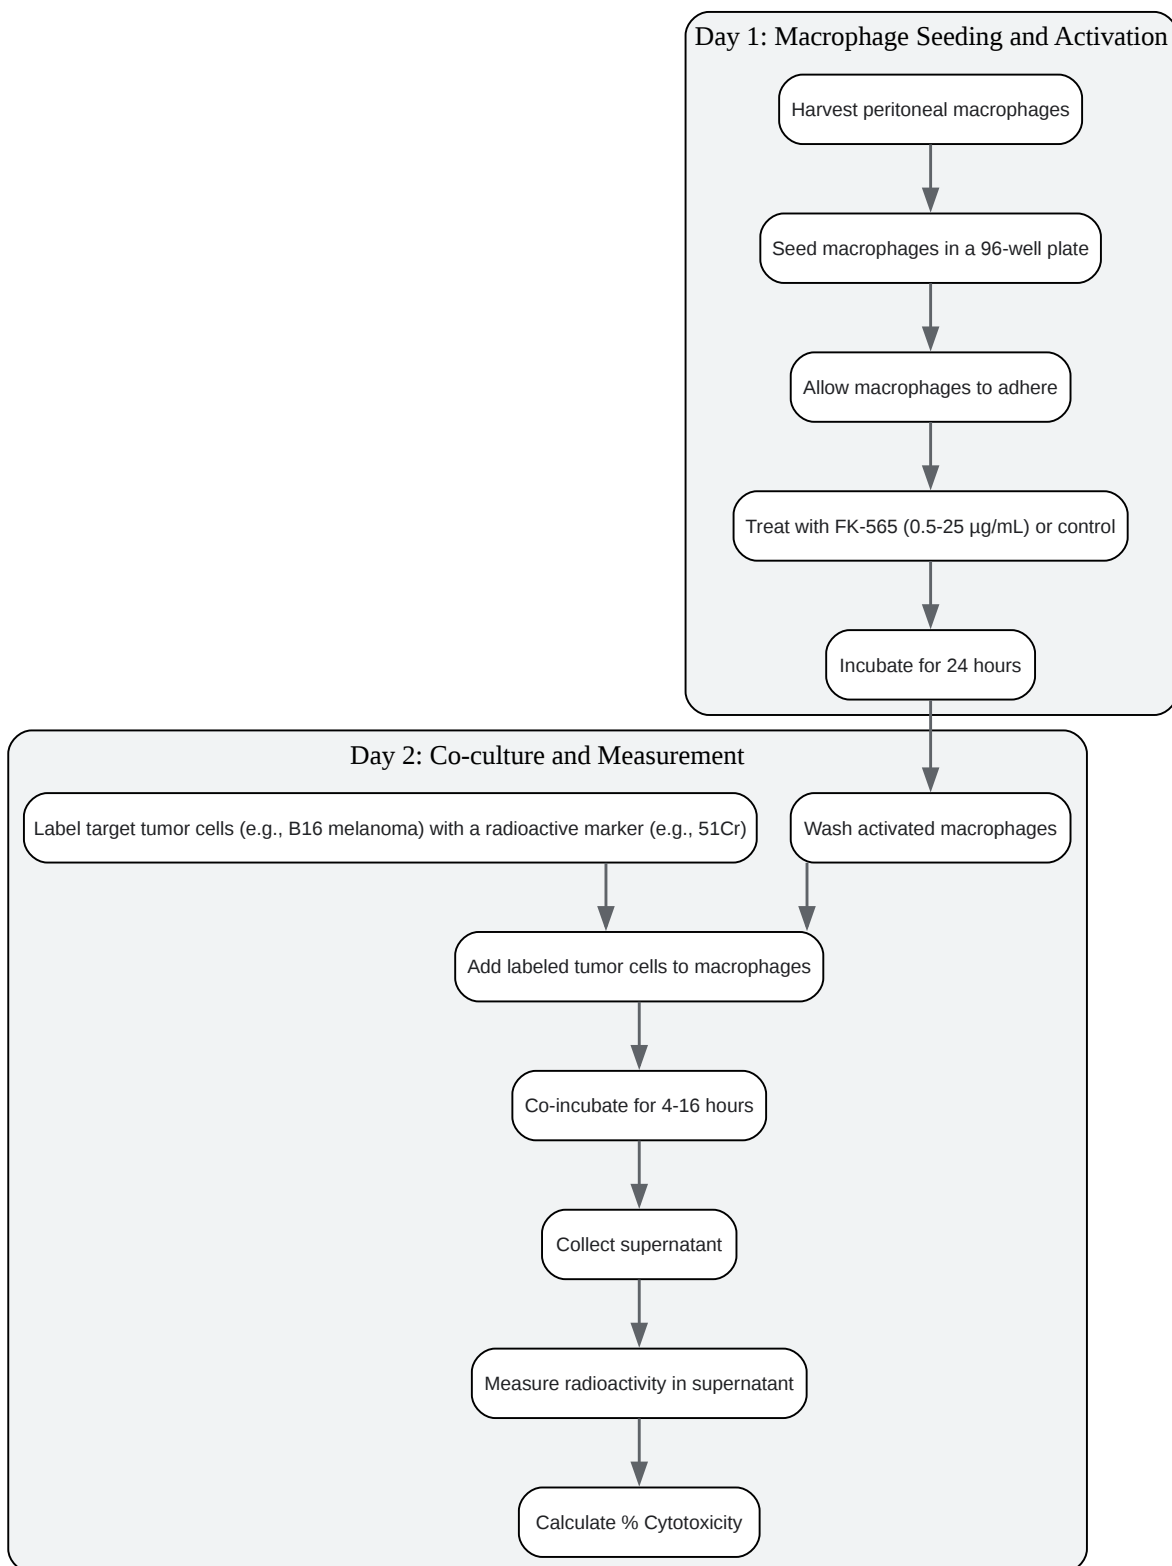 Day 1: Macrophage Seeding and Activation
Harvest peritoneal macrophages
Seed macrophages in a 96-well plate
Allow macrophages to adhere
Treat with FK-565 (0.5-25 µg/mL) or control
Incubate for 24 hours
Day 2: Co-culture and Measurement
Label target tumor cells (e.g., B16 melanoma) with a radioactive marker (e.g., 51Cr)
Wash activated macrophages
Add labeled tumor cells to macrophages
Co-incubate for 4-16 hours
Collect supernatant
Measure radioactivity in supernatant
Calculate % Cytotoxicity